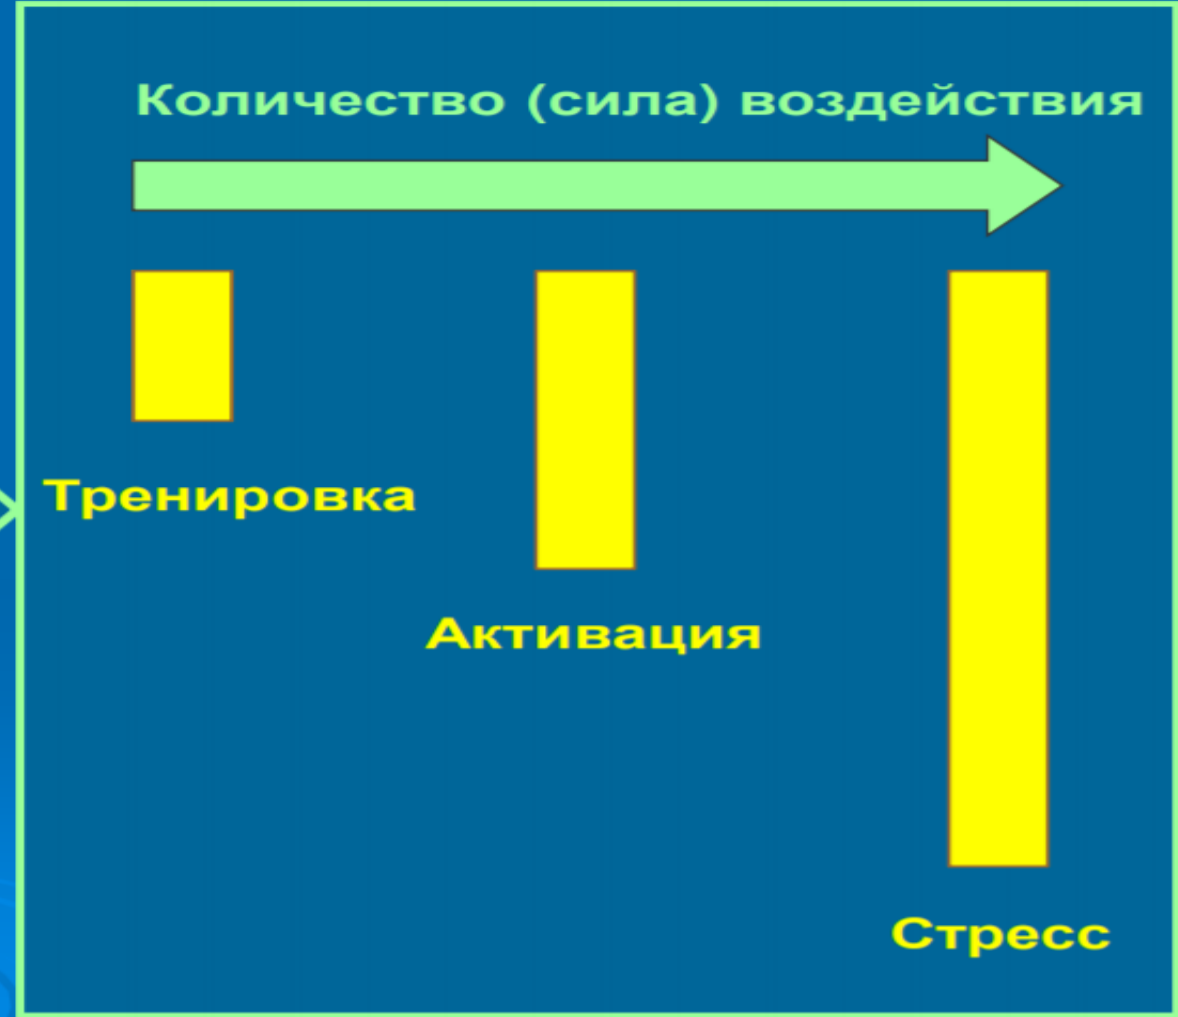 Количество (сила) воздействия
Тренировка
Активация
Стресс